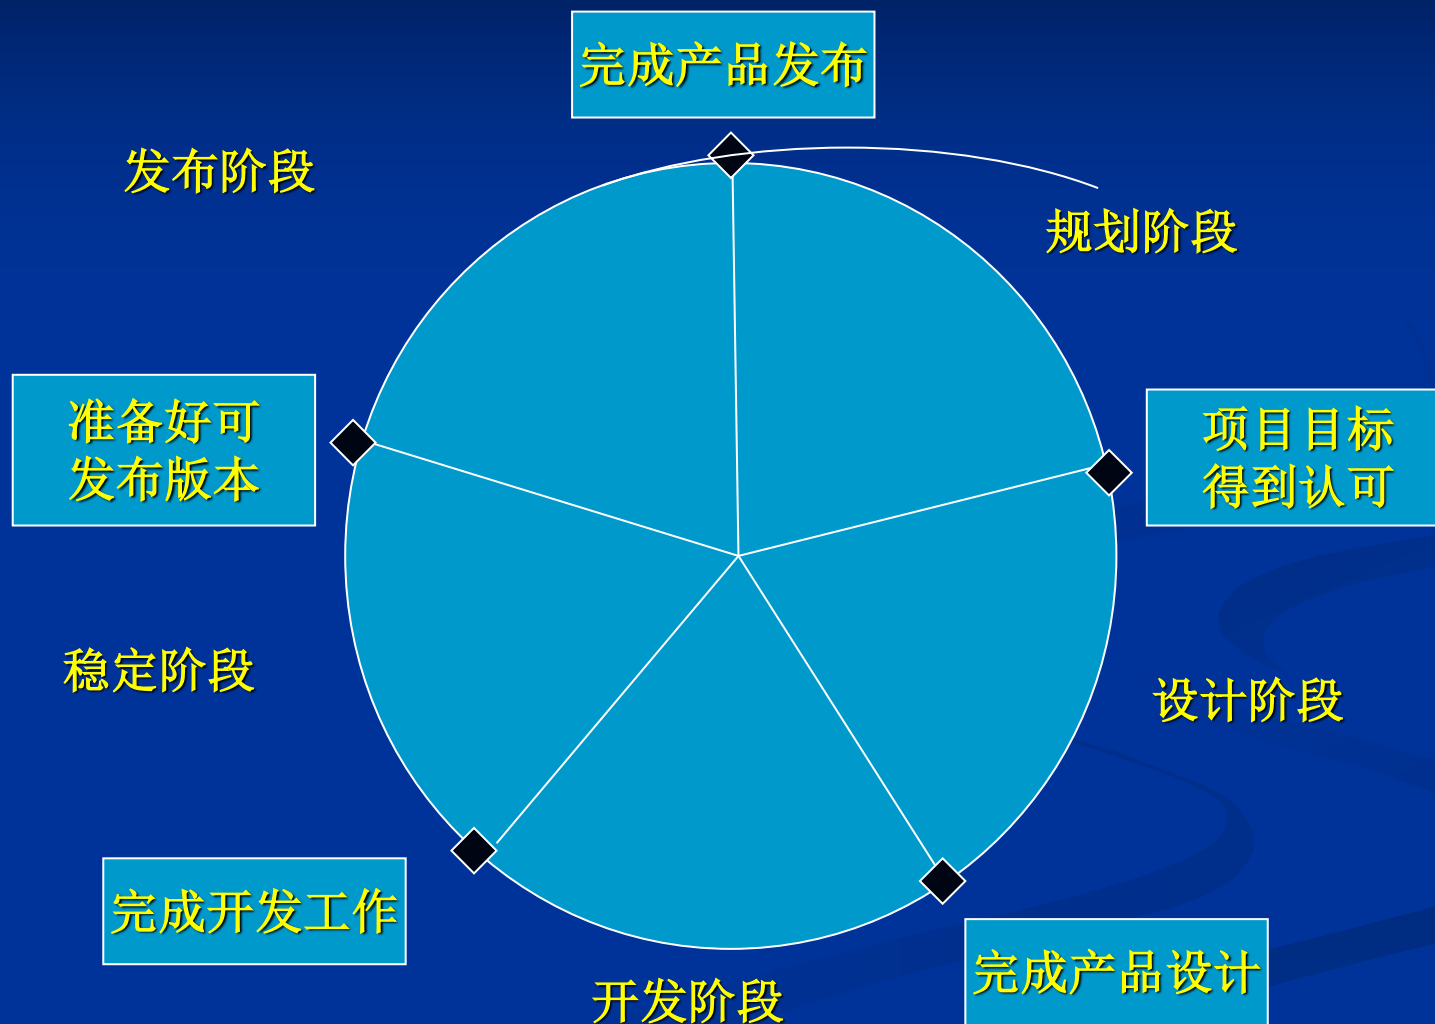 完成产品发布
发布阶段
规划阶段
准备好可
发布版本
项目目标
得到认可
稳定阶段
设计阶段
完成开发工作
完成产品设计
开发阶段